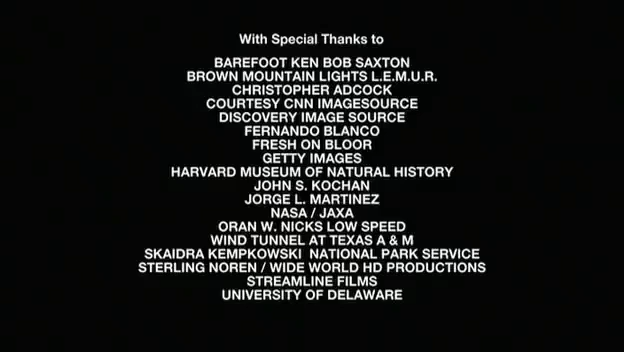 With Special Thanks to
BAREFOOT KEN BOB SAXTON
BROWN MOUNTAIN LIGHTS L.E.M.U.R.
CHRISTOPHER ADCOCK
COURTESY CNN IMAGESOURCE
DISCOVERY IMAGE SOURCE
FERNANDO BLANCO
FRESH ON BLOOR
GETTY IMAGES
HARVARD MUSEUM OF NATURAL HISTORY
JOHN S. KOCHAN
JORGE L. MARTINEZ
NASA / JAXA
ORAN W. NICKS LOW SPEED
WIND TUNNEL AT TEXAS A & M
SKAIDRA KEMPKOWSKI  NATIONAL PARK SERVICE
STERLING NOREN / WIDE WORLD HD PRODUCTIONS
STREAMLINE FILMS
UNIVERSITY OF DELAWARE